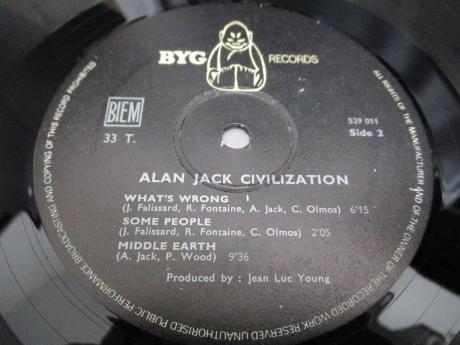 BYG RECORDS
BIEM
33 T.
529 011
Side 2
ALAN JACK CIVILIZATION
WHAT'S WRONG
(J. Falissard, R. Fontaine, A. Jack, C. Olmos) 6'15
SOME PEOPLE
(J. Falissard, R. Fontaine, C. Olmos) 2'05
MIDDLE EARTH
(A. Jack, P. Wood) 9'36
Produced by : Jean Luc Young
ALL RIGHTS OF THE MANUFACTURER AND OF THE OWNER OF THE RECORDED WORK RESERVED UNAUTHORISED PUBLIC PERFORMANCE BROADCASTING AND COPYING OF THIS RECORD PROHIBITED